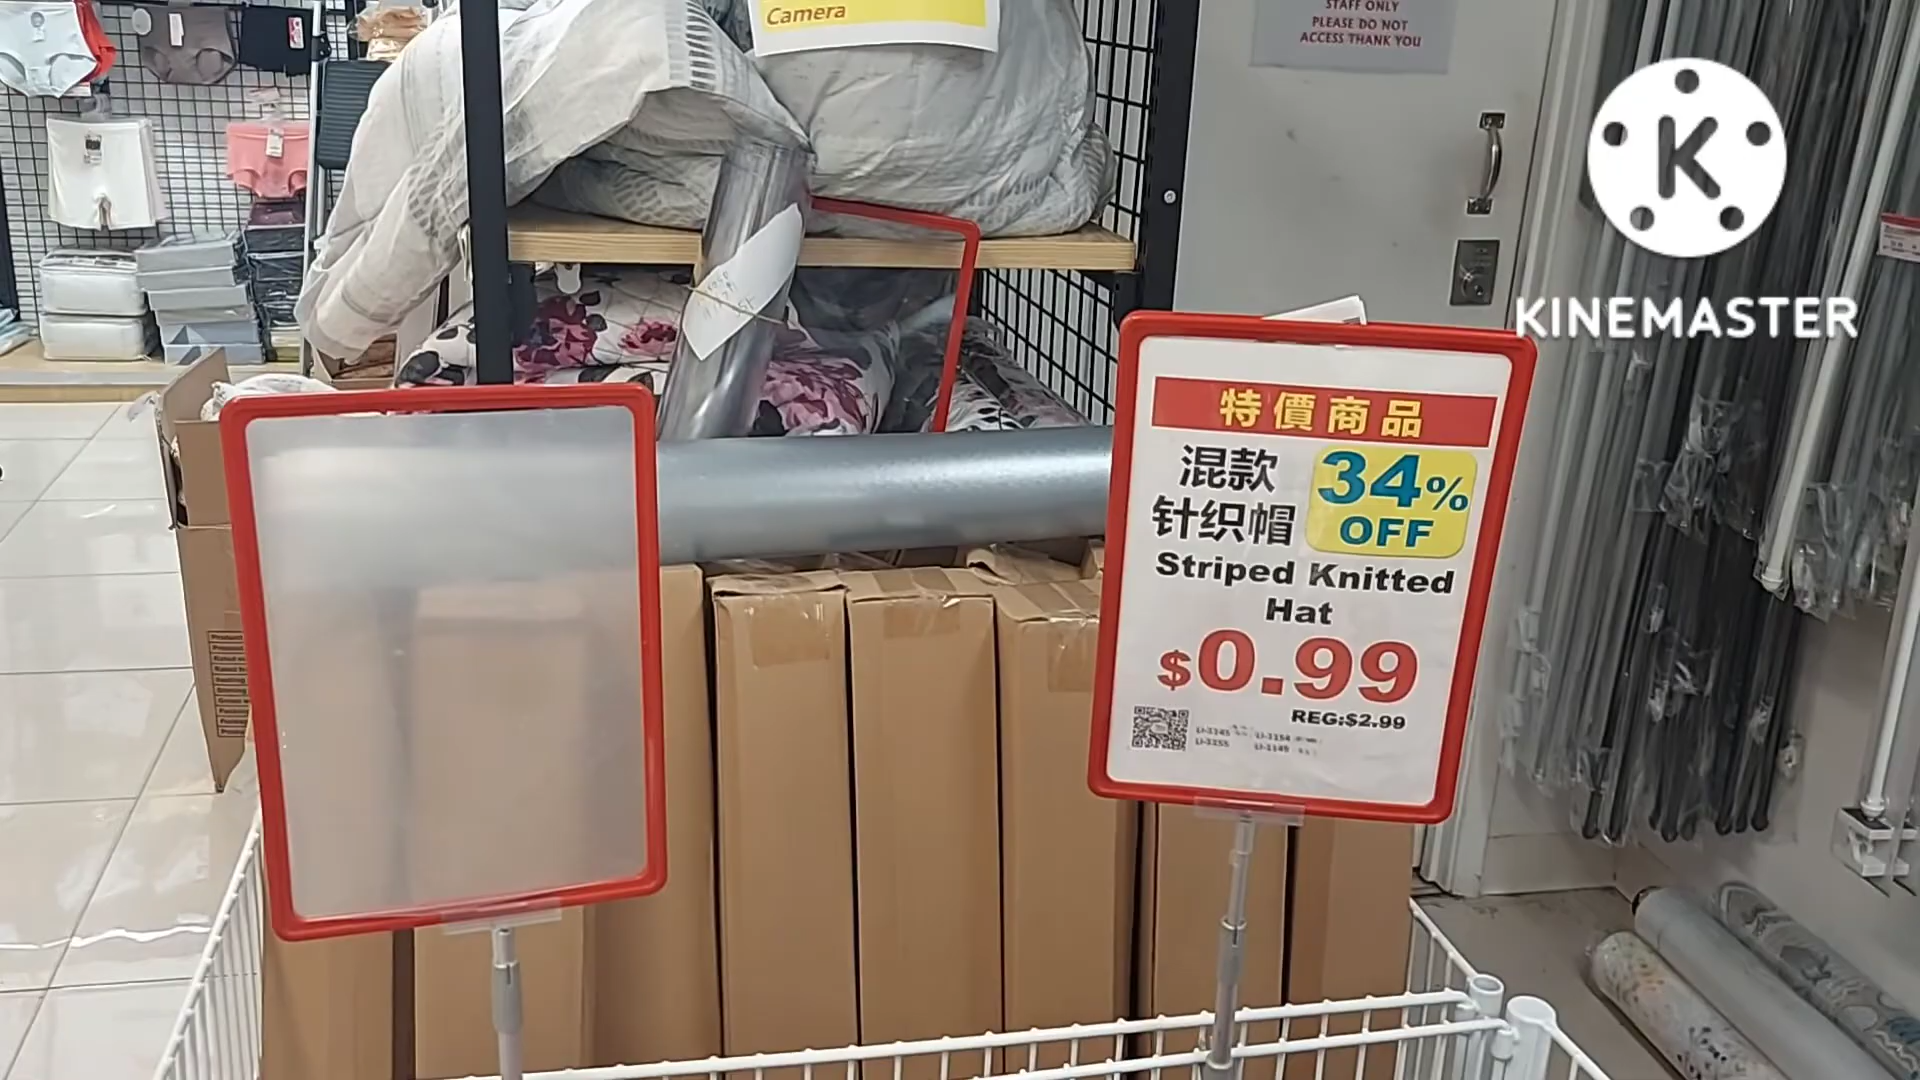 Camera
STAFF ONLY
PLEASE DO NOT
ACCESS THANK YOU
K
KINEMASTER
特價商品
混款
针织帽
34%
OFF
Striped Knitted
Hat
$0.99
REG:$2.99